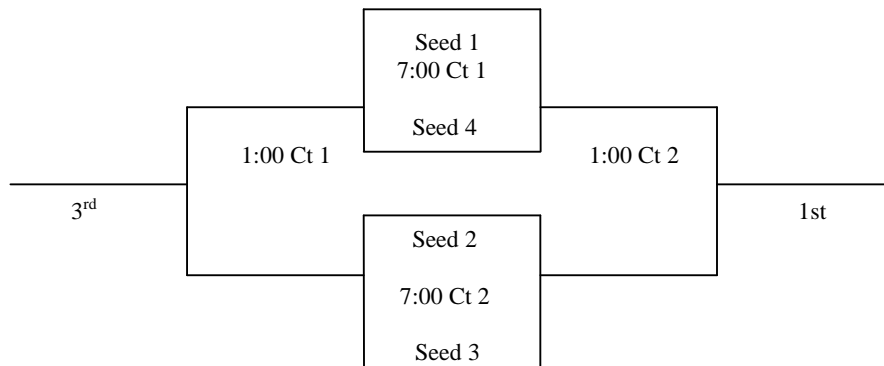 Seed 1
7:00 Ct 1
Seed 4
1:00 Ct 1
1:00 Ct 2
3rd
1st
Seed 2
7:00 Ct 2
Seed 3